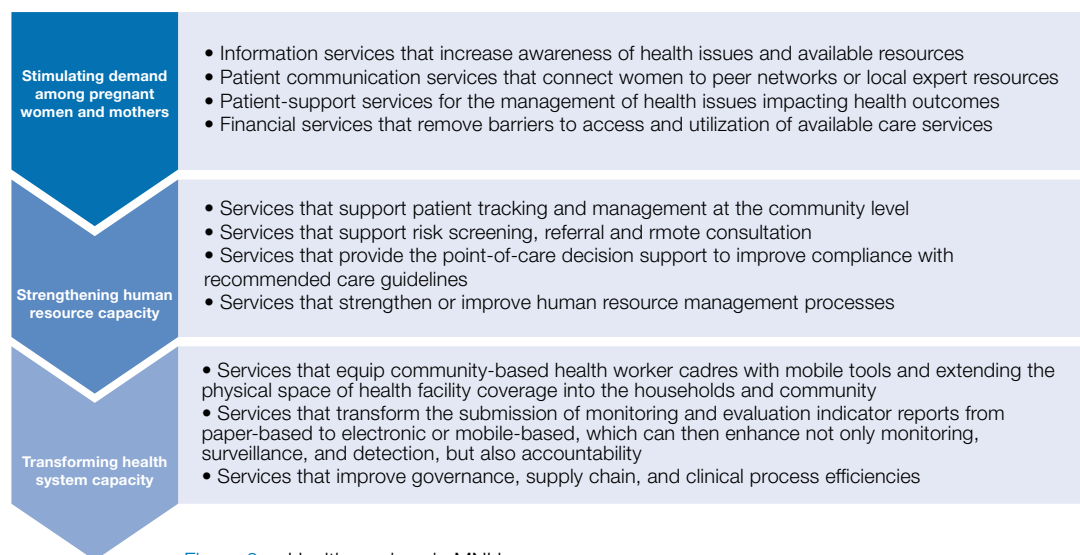 Stimulating demand
among pregnant
women and mothers
• Information services that increase awareness of health issues and available resources
• Patient communication services that connect women to peer networks or local expert resources
• Patient-support services for the management of health issues impacting health outcomes
• Financial services that remove barriers to access and utilization of available care services
Strengthening human
resource capacity
• Services that support patient tracking and management at the community level
• Services that support risk screening, referral and rmote consultation
• Services that provide the point-of-care decision support to improve compliance with
recommended care guidelines
• Services that strengthen or improve human resource management processes
Transforming health
system capacity
• Services that equip community-based health worker cadres with mobile tools and extending the
physical space of health facility coverage into the households and community
• Services that transform the submission of monitoring and evaluation indicator reports from
paper-based to electronic or mobile-based, which can then enhance not only monitoring,
surveillance, and detection, but also accountability
• Services that improve governance, supply chain, and clinical process efficiencies